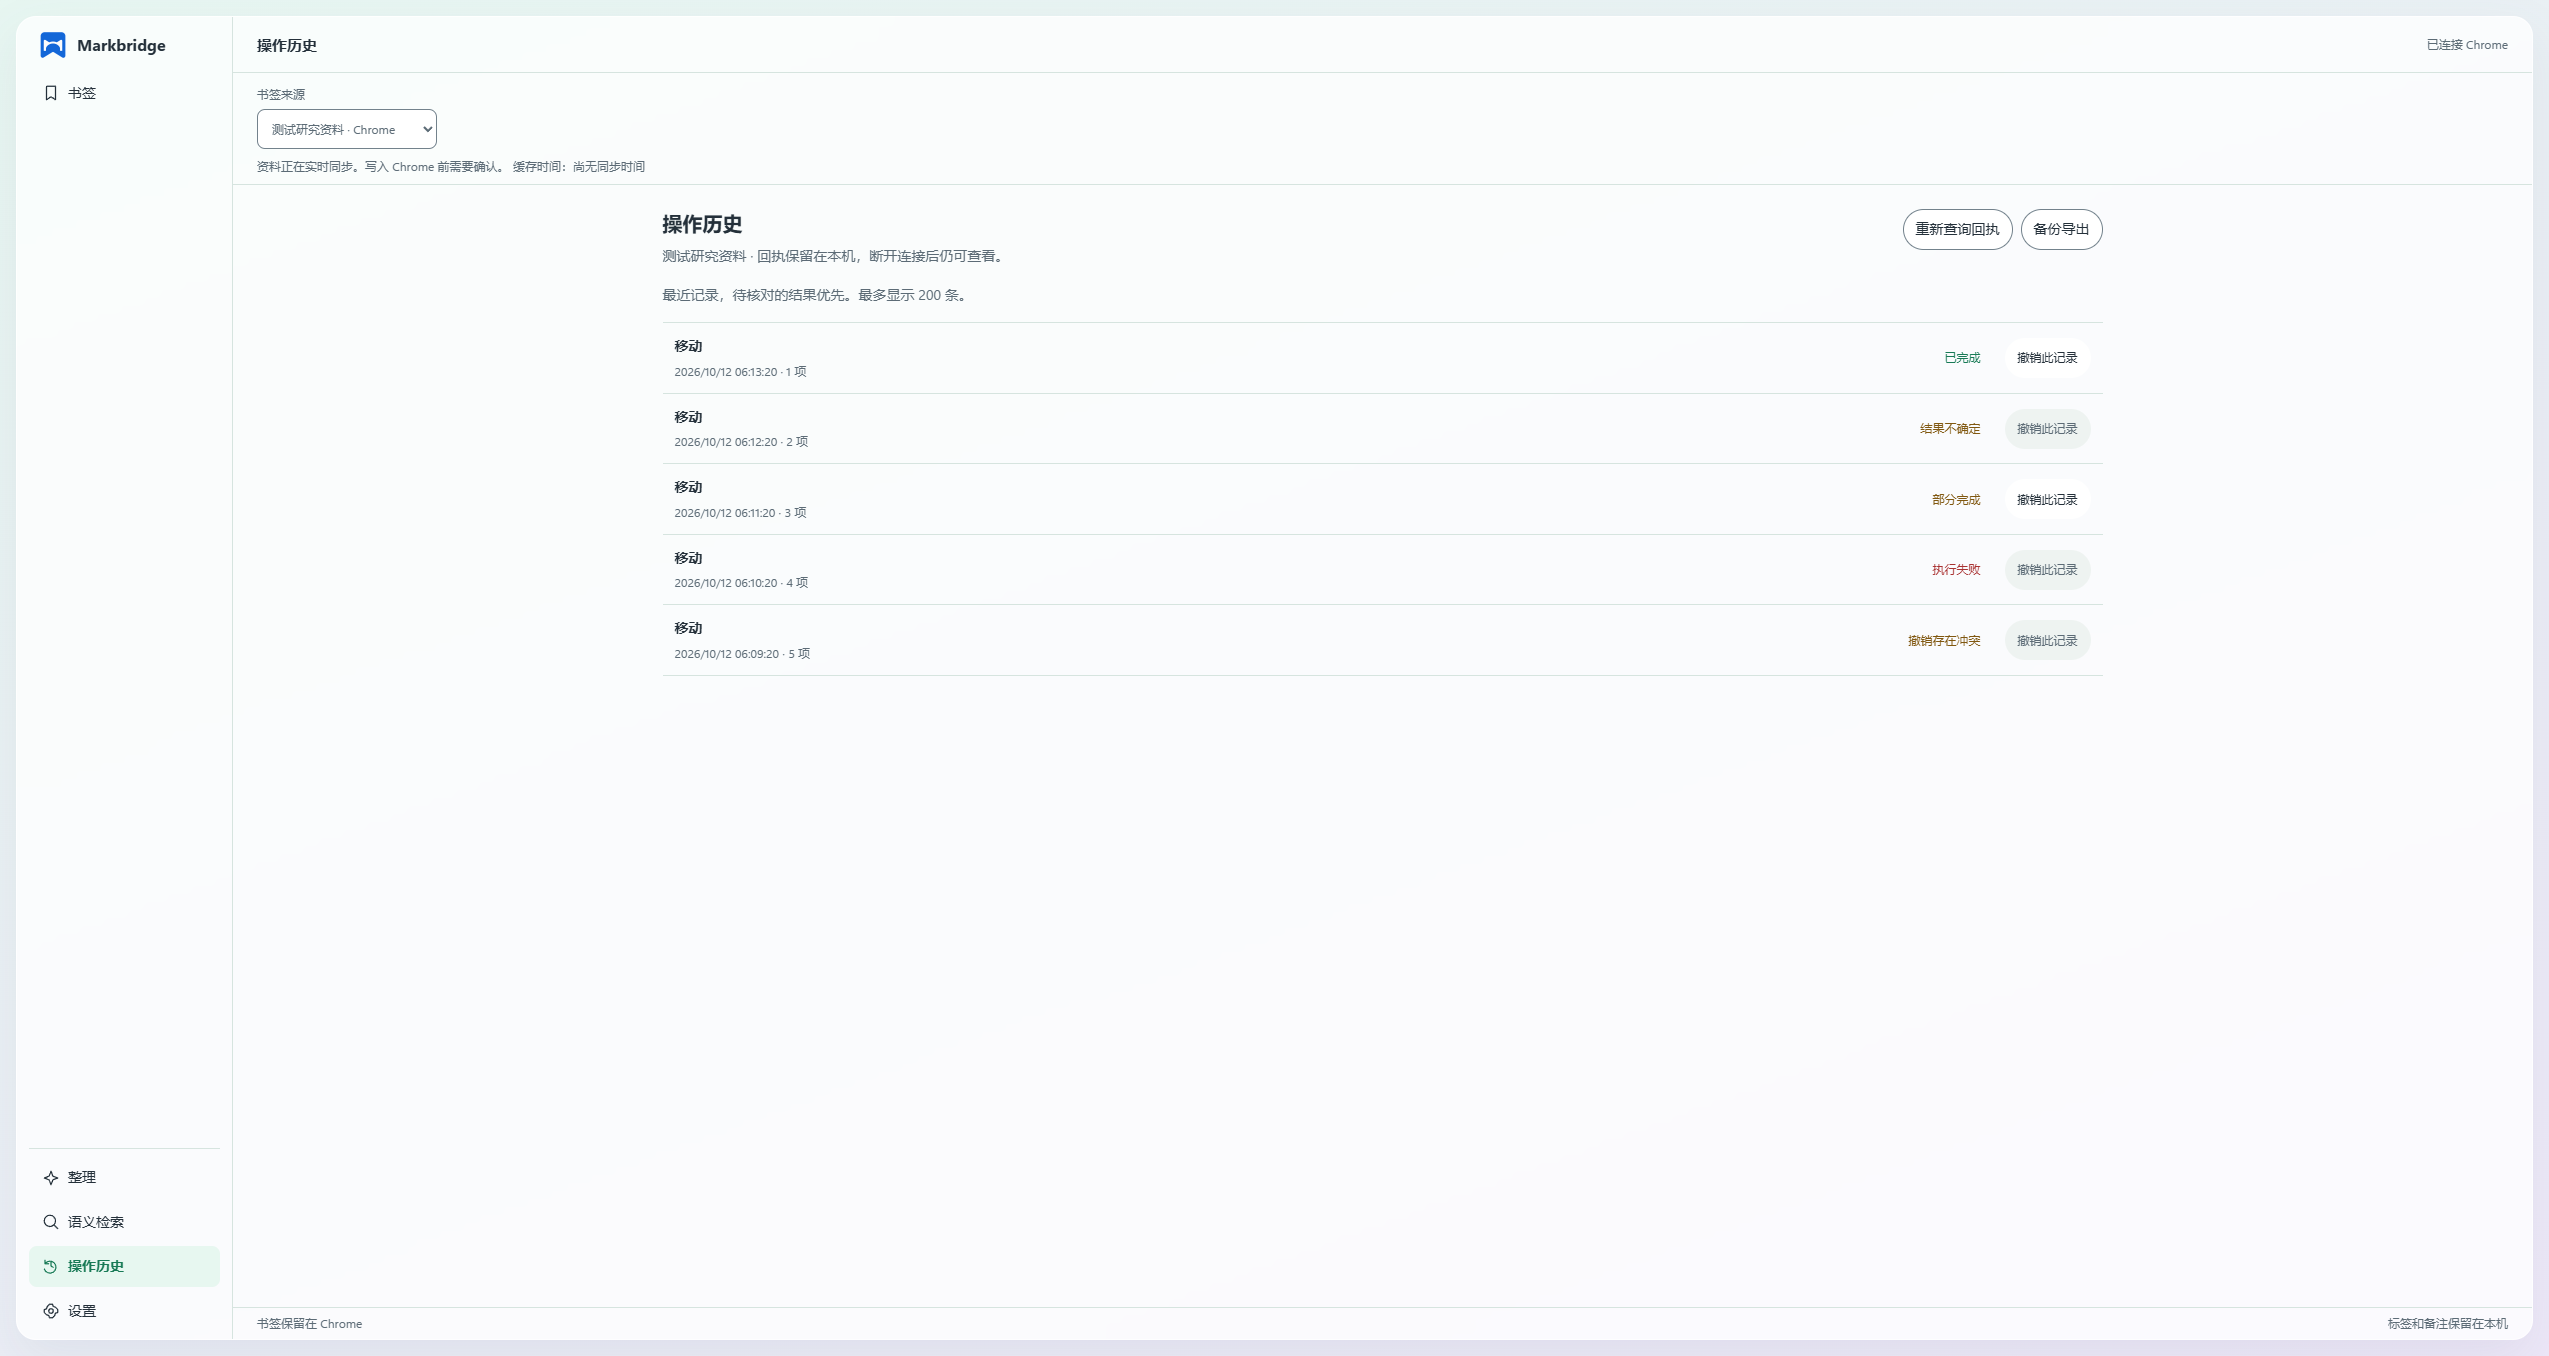 Markbridge
书签
操作历史
已连接 Chrome
书签来源
测试研究资料 · Chrome
资料正在实时同步。写入 Chrome 前需要确认。 缓存时间：尚无同步时间
操作历史
重新查询回执
备份导出
测试研究资料 · 回执保留在本机，断开连接后仍可查看。
最近记录，待核对的结果优先。最多显示 200 条。
移动
2026/10/12 06:13:20 · 1 项
已完成
撤销此记录
移动
2026/10/12 06:12:20 · 2 项
结果不确定
撤销此记录
移动
2026/10/12 06:11:20 · 3 项
部分完成
撤销此记录
移动
2026/10/12 06:10:20 · 4 项
执行失败
撤销此记录
移动
2026/10/12 06:09:20 · 5 项
撤销存在冲突
撤销此记录
整理
语义检索
操作历史
设置
书签保留在 Chrome
标签和备注保留在本机